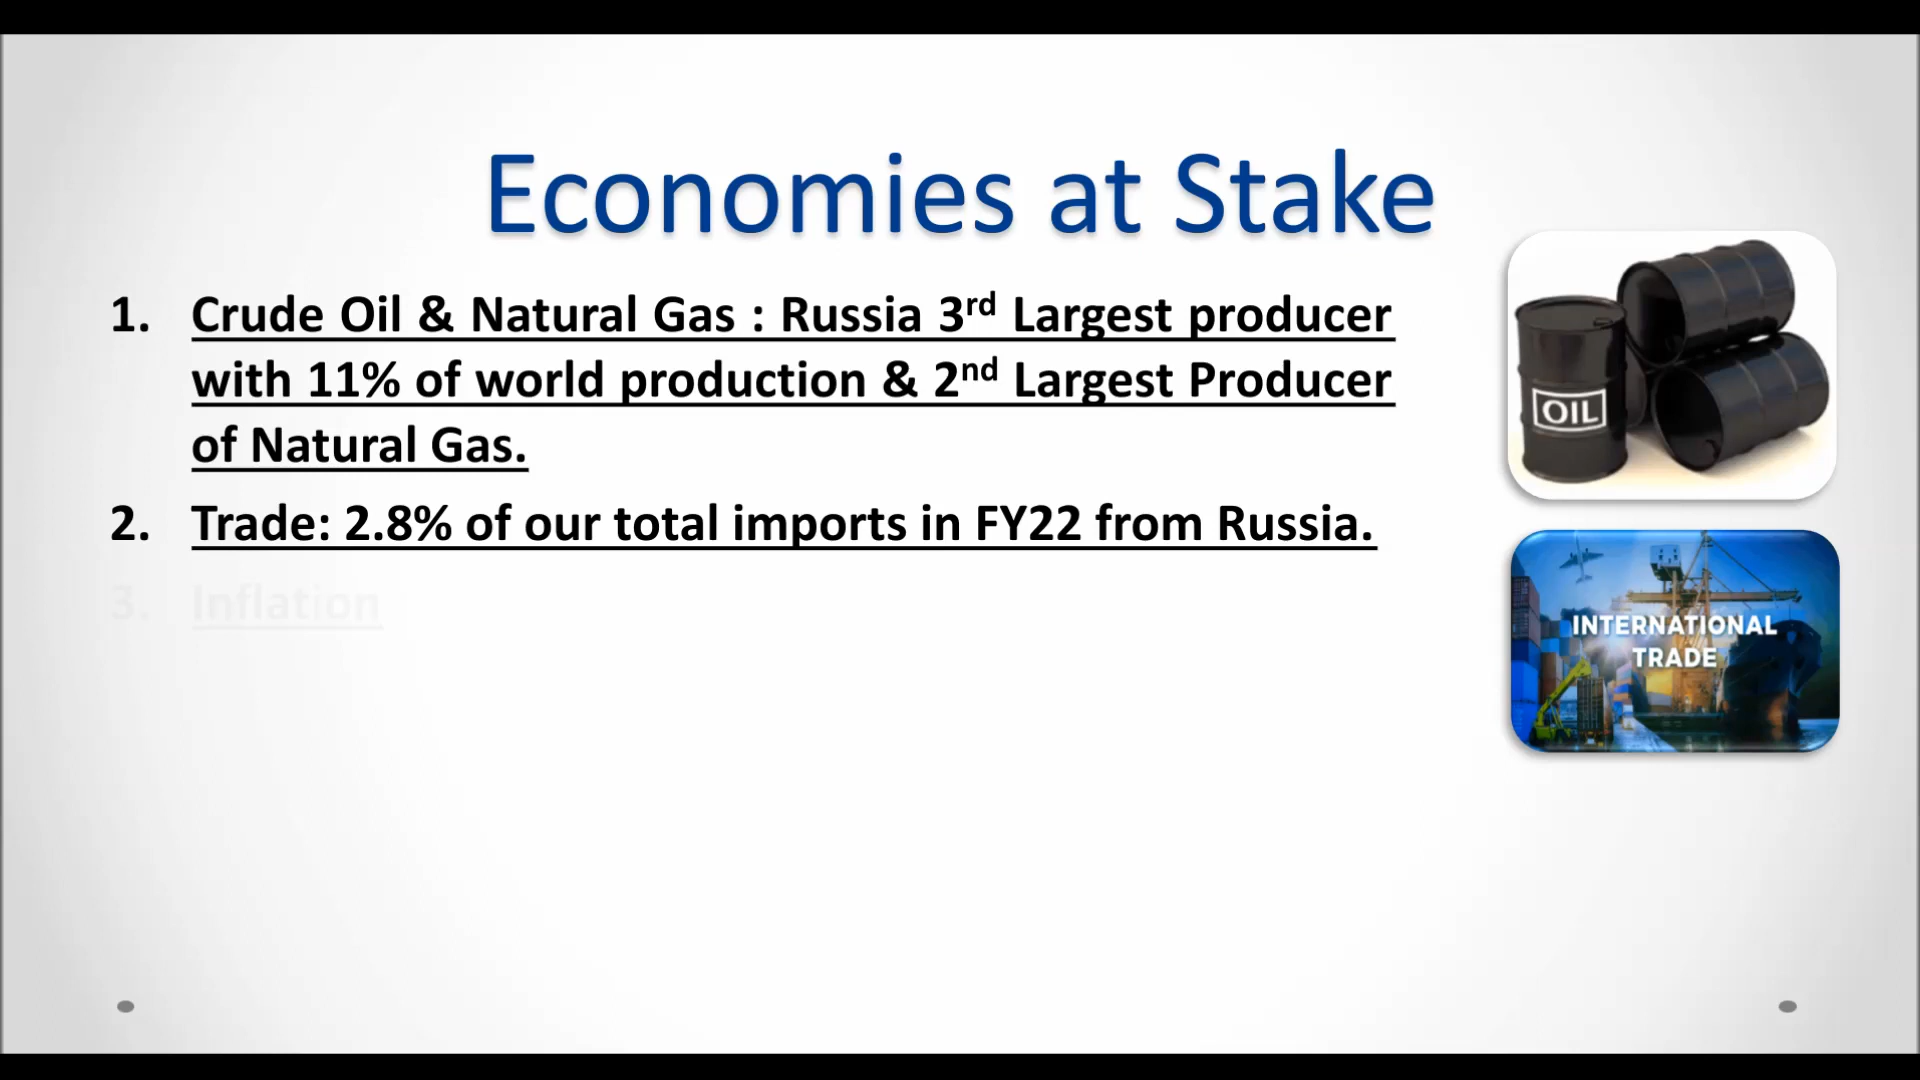 Economies at Stake
1. Crude Oil & Natural Gas : Russia 3rd Largest producer
with 11% of world production & 2nd Largest Producer
of Natural Gas.
OIL
2. Trade: 2.8% of our total imports in FY22 from Russia.
3. Inflation
INTERNATIONAL
TRADE